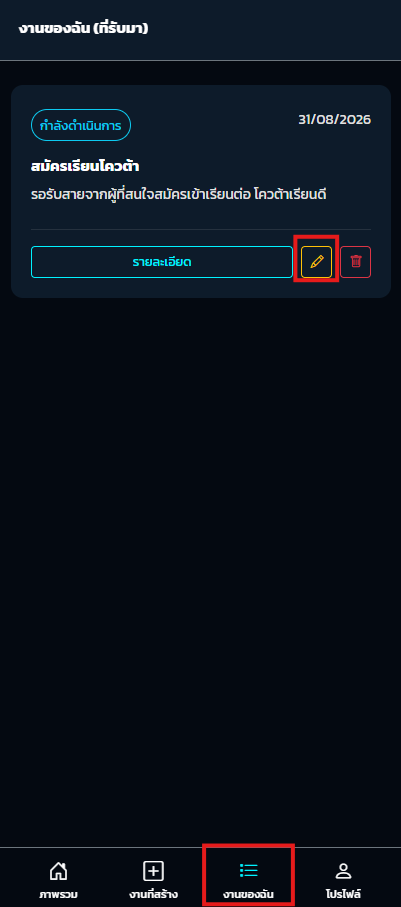 งานของฉัน (ที่รับมา)
กำลังดำเนินการ
31/08/2026
สมัครเรียนโควต้า
รอรับสายจากผู้ที่สนใจสมัครเข้าเรียนต่อ โควต้าเรียนดี
รายละเอียด
ภาพรวม
งานที่สร้าง
งานของฉัน
โปรไฟล์